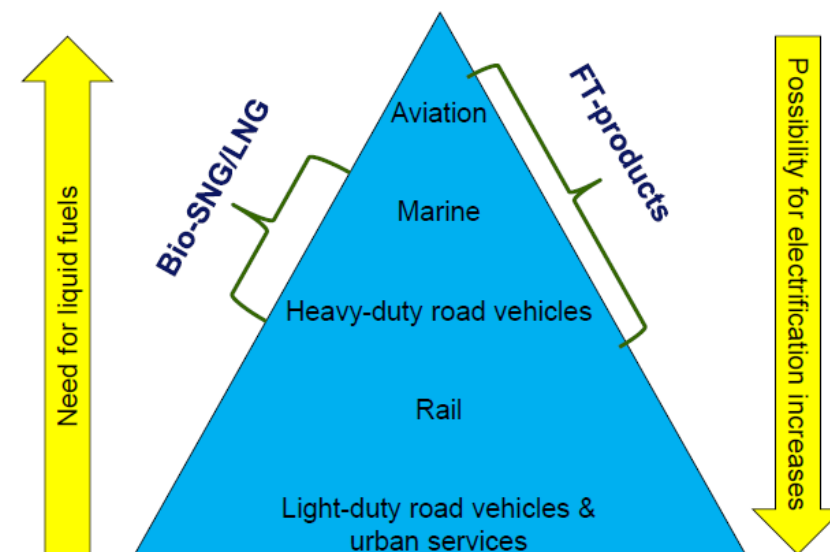 Need for liquid fuels
Bio-SNG/LNG
Aviation
Marine
Heavy-duty road vehicles
Rail
Light-duty road vehicles &
urban services
FT-products
Possibility for electrification increases